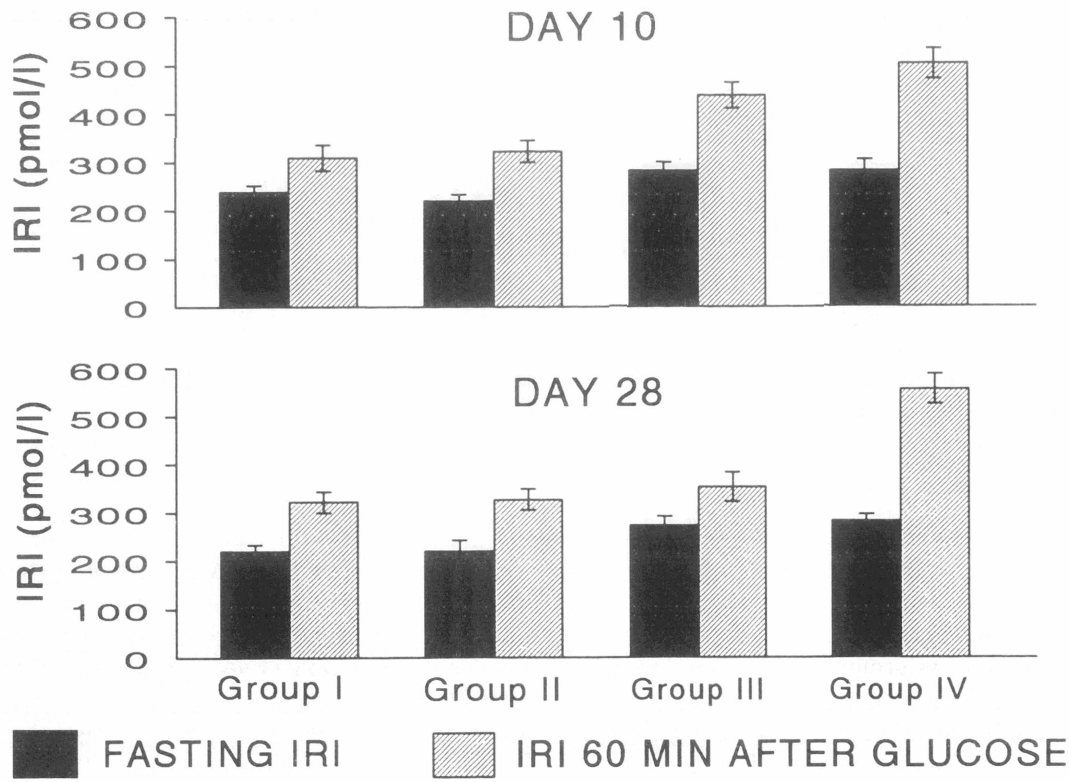 DAY 10
IRI (pmol/l)
600
500
400
300
200
100
0
DAY 28
IRI (pmol/l)
600
500
400
300
200
100
0
Group I Group II Group III Group IV
FASTING IRI
IRI 60 MIN AFTER GLUCOSE